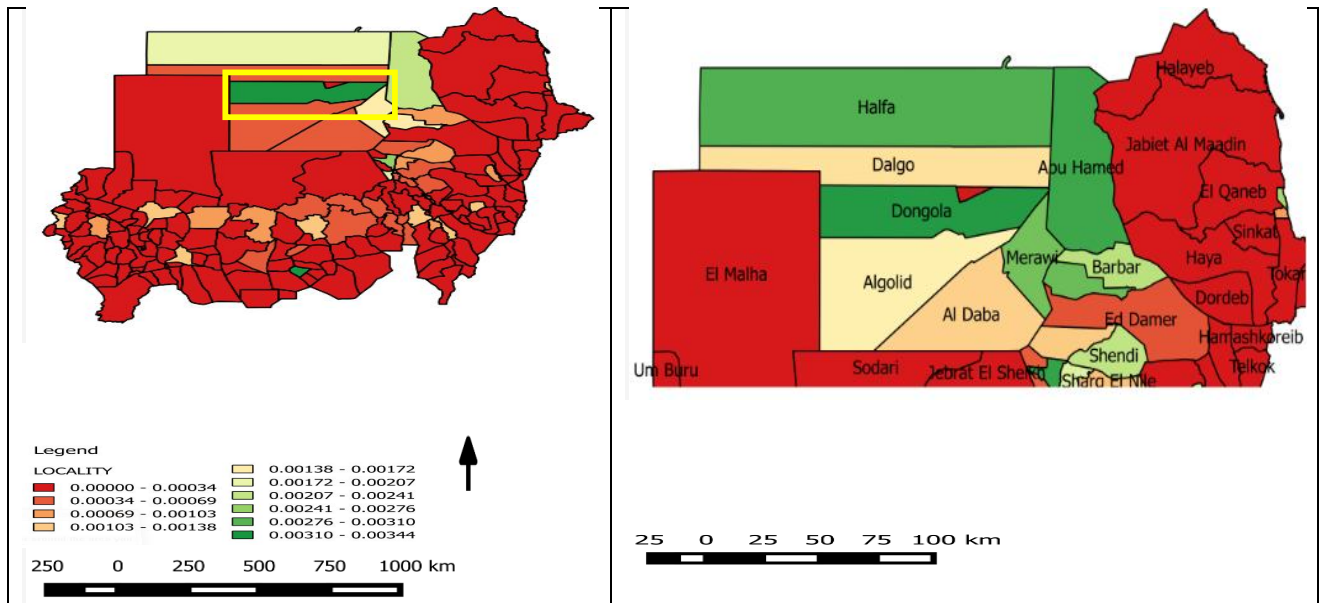 Legend
LOCALITY
0.00000 - 0.00034
0.00034 - 0.00069
0.00069 - 0.00103
0.00103 - 0.00138
0.00138 - 0.00172
0.00172 - 0.00207
0.00207 - 0.00241
0.00241 - 0.00276
0.00276 - 0.00310
0.00310 - 0.00344
250 0 250 500 750 1000 km
Halayeb
Halfa
Jabiet Al Maadin
Dalgo
Abu Hamed
El Qaneb
Dongola
Sinkat
Merawi
Barbar
Haya
El Malha
Tokar
Algolid
Dordeb
Al Daba
Ed Damer
Hamashkoreib
Shendi
Um Buru
Sodari
Jebrat El Sheikh
Telkok
Sharg El Nile
25 0 25 50 75 100 km